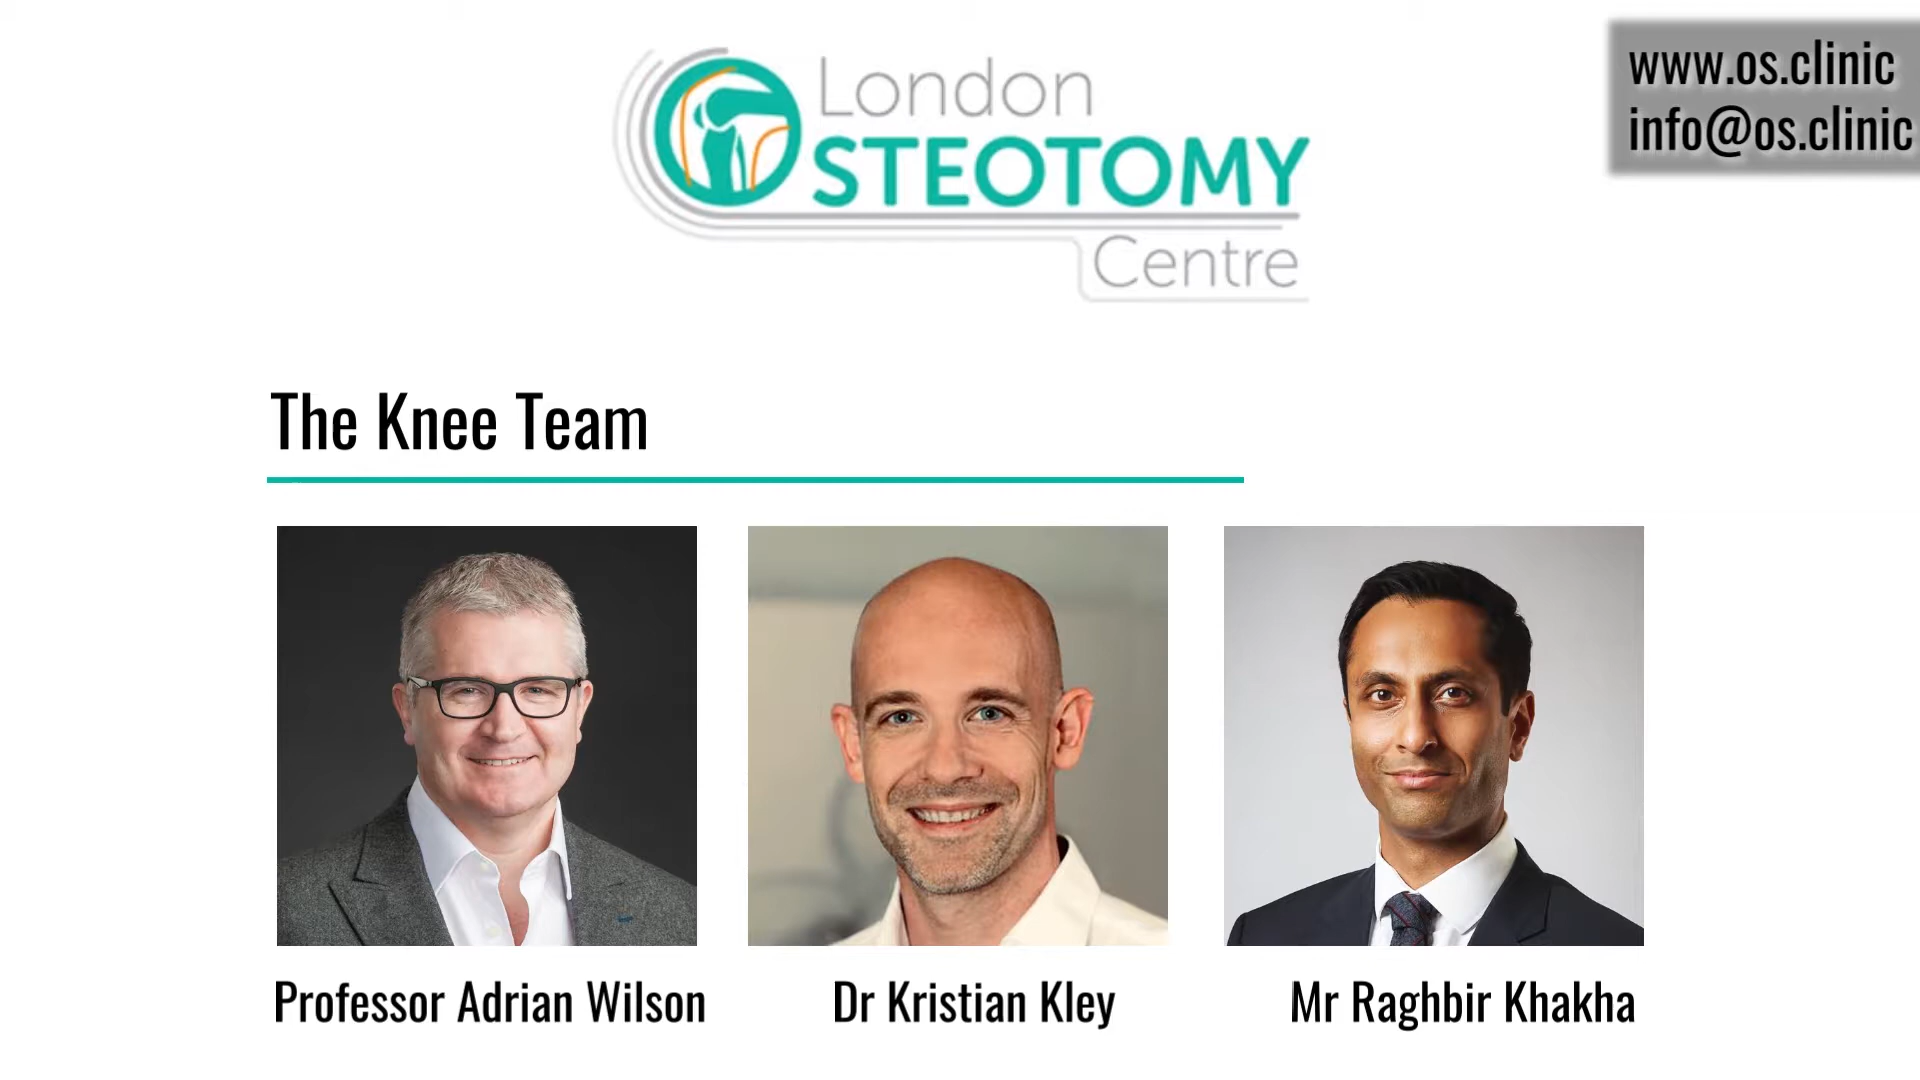 London
OSTEOTOMY
Centre
www.os.clinic
info@os.clinic
The Knee Team
Professor Adrian Wilson
Dr Kristian Kley
Mr Raghbir Khakha